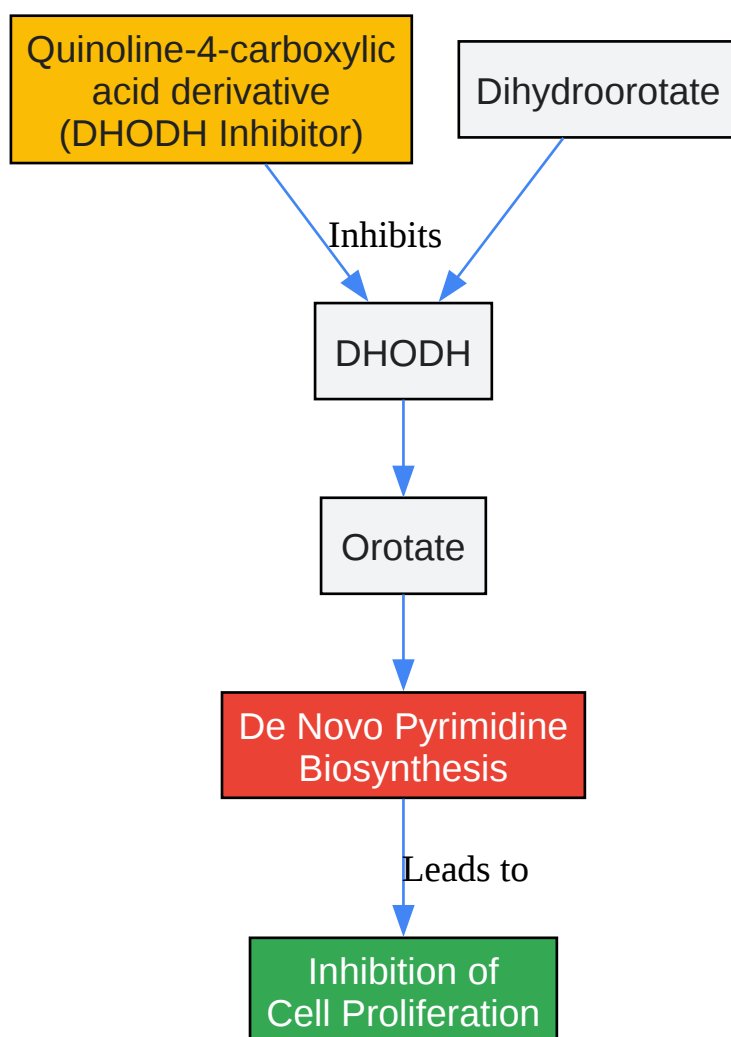 Quinoline-4-carboxylic
acid derivative
(DHODH Inhibitor)
Dihydroorotate
Inhibits
DHODH
Orotate
De Novo Pyrimidine
Biosynthesis
Leads to
Inhibition of
Cell Proliferation